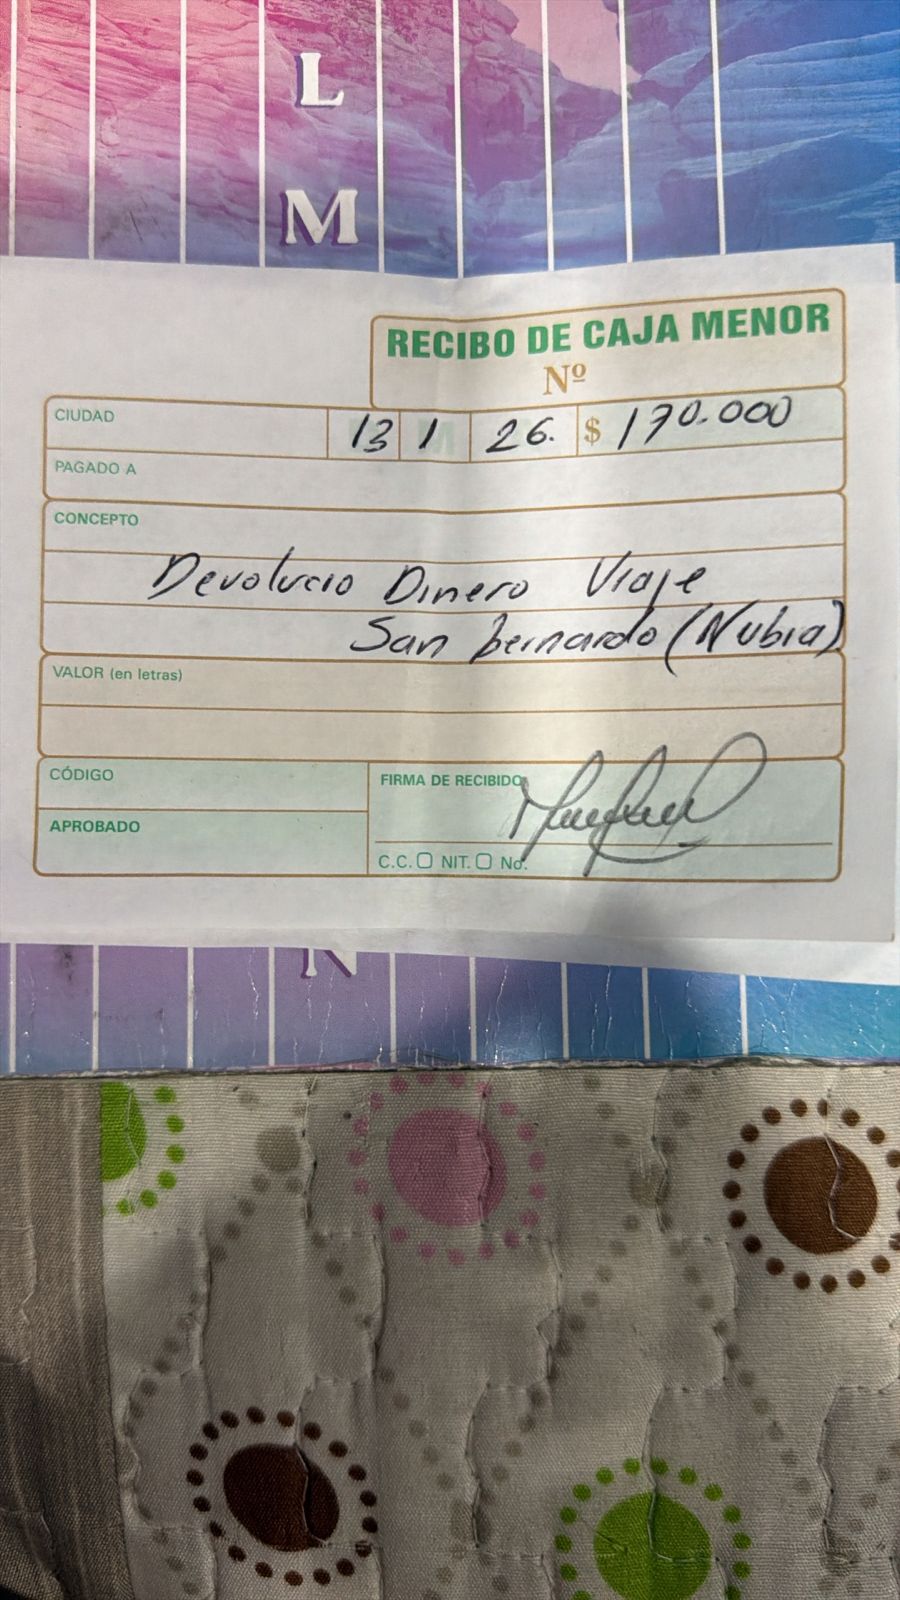 L
M
RECIBO DE CAJA MENOR
Nº
CIUDAD 13 1 26. $ 170.000
PAGADO A
CONCEPTO
Devolucio Dinero Viaje
San bernardo (Nubia)
VALOR (en letras)
CÓDIGO
FIRMA DE RECIBIDO
APROBADO
C.C. NIT. No.
N